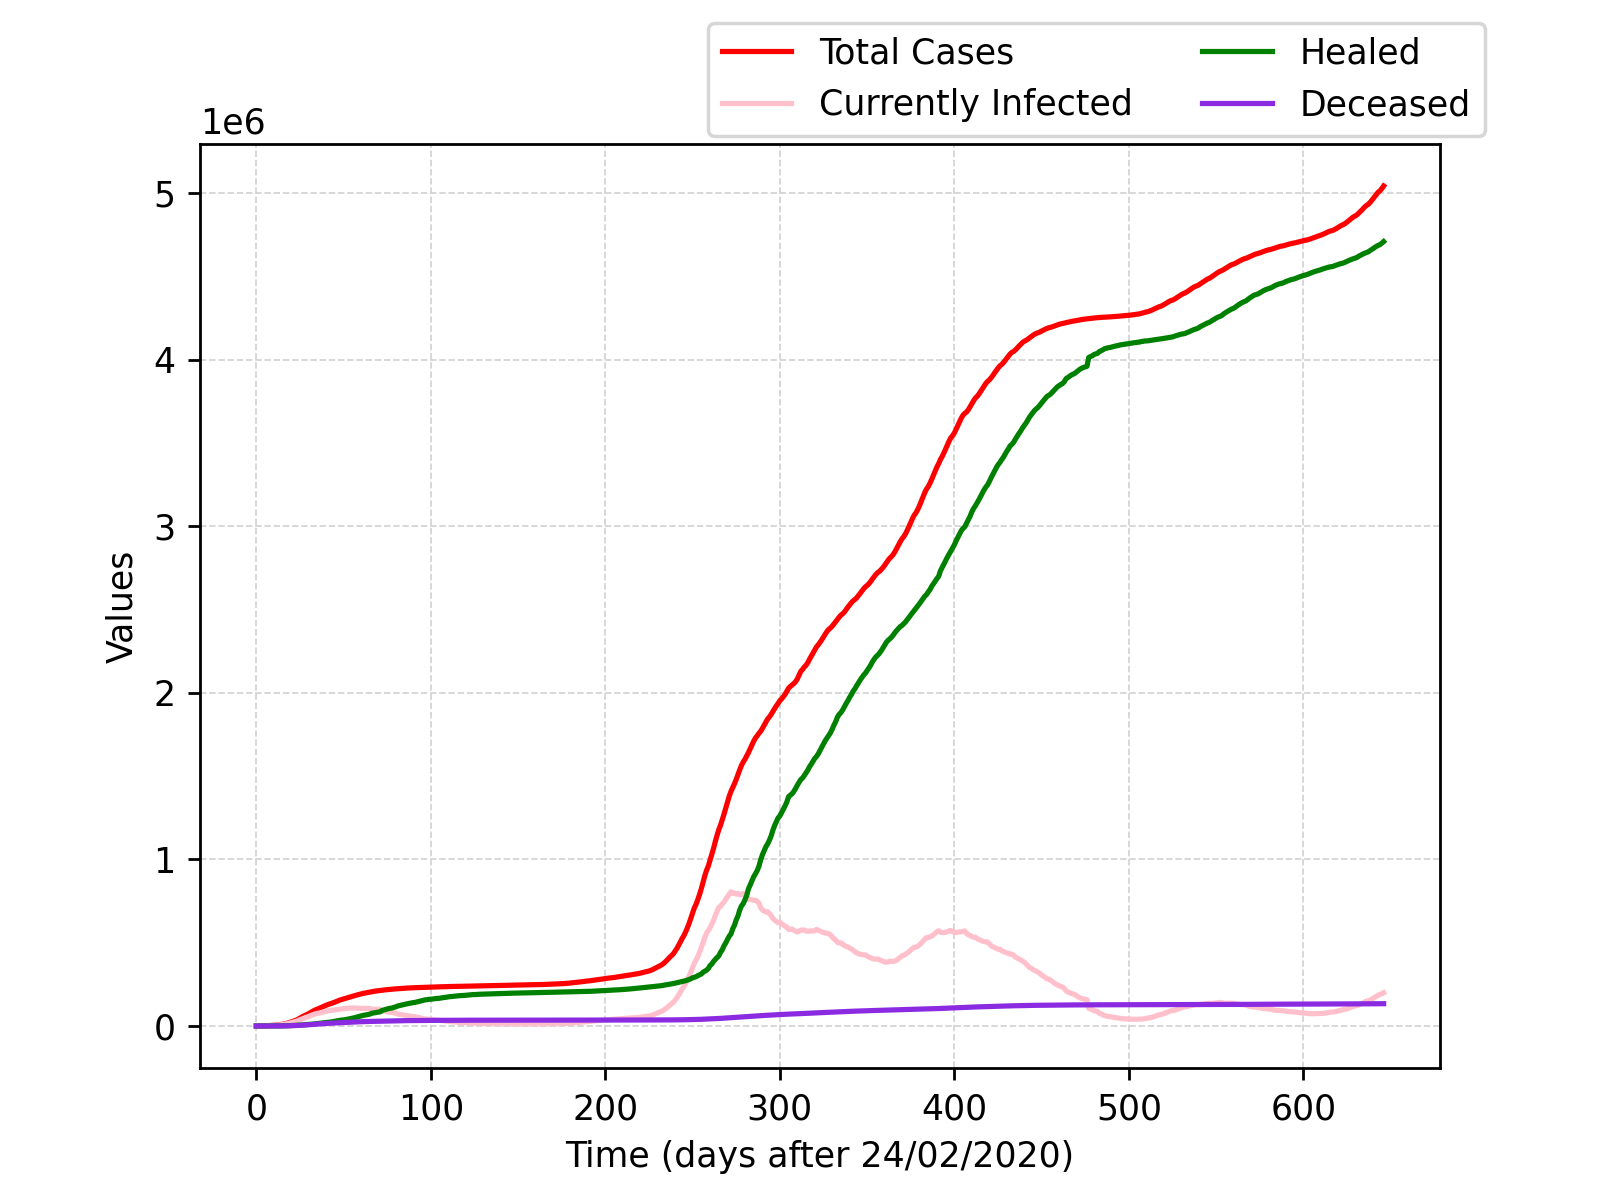 Total Cases
Currently Infected
Healed
Deceased
1e6
5
4
3
2
1
0
Values
0 100 200 300 400 500 600
Time (days after 24/02/2020)